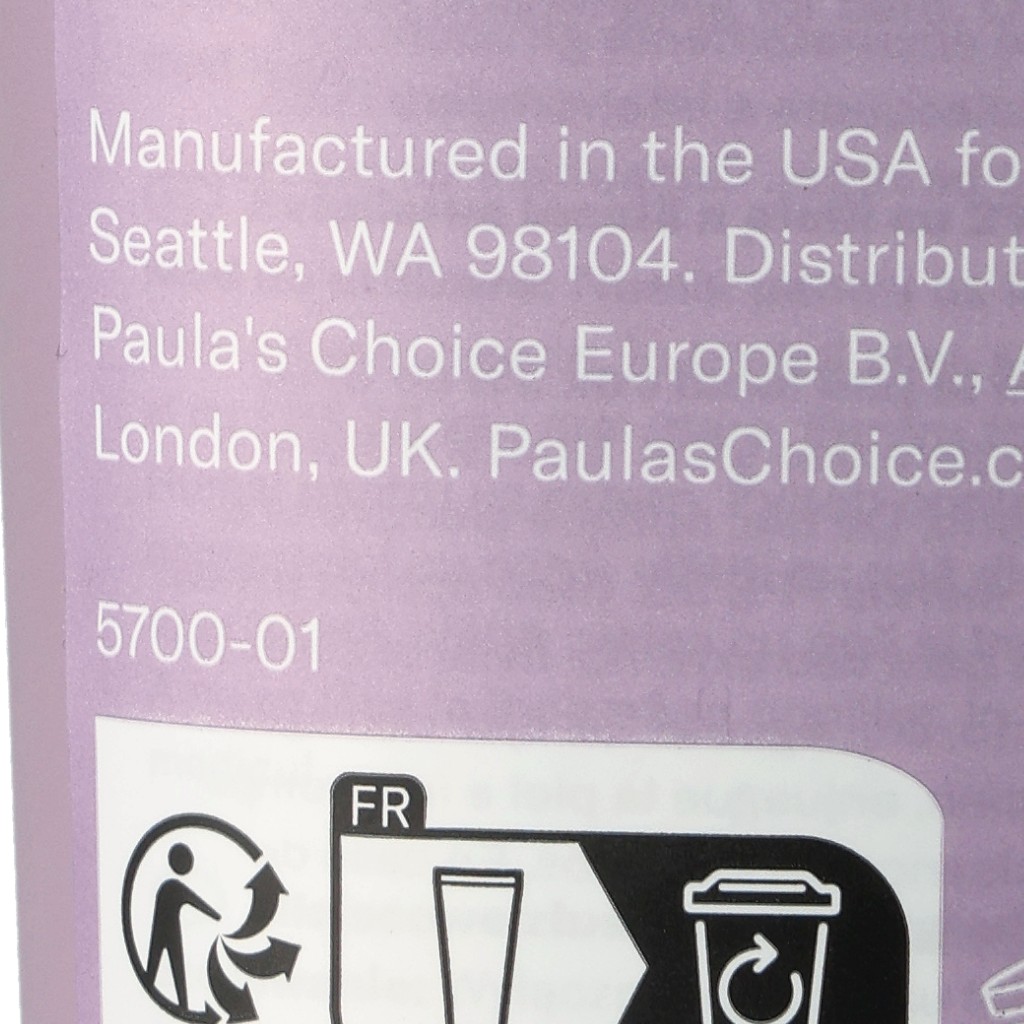 Manufactured in the USA fo
Seattle, WA 98104. Distribut
Paula's Choice Europe B.V.,
London, UK. PaulasChoice.c
5700-01
FR